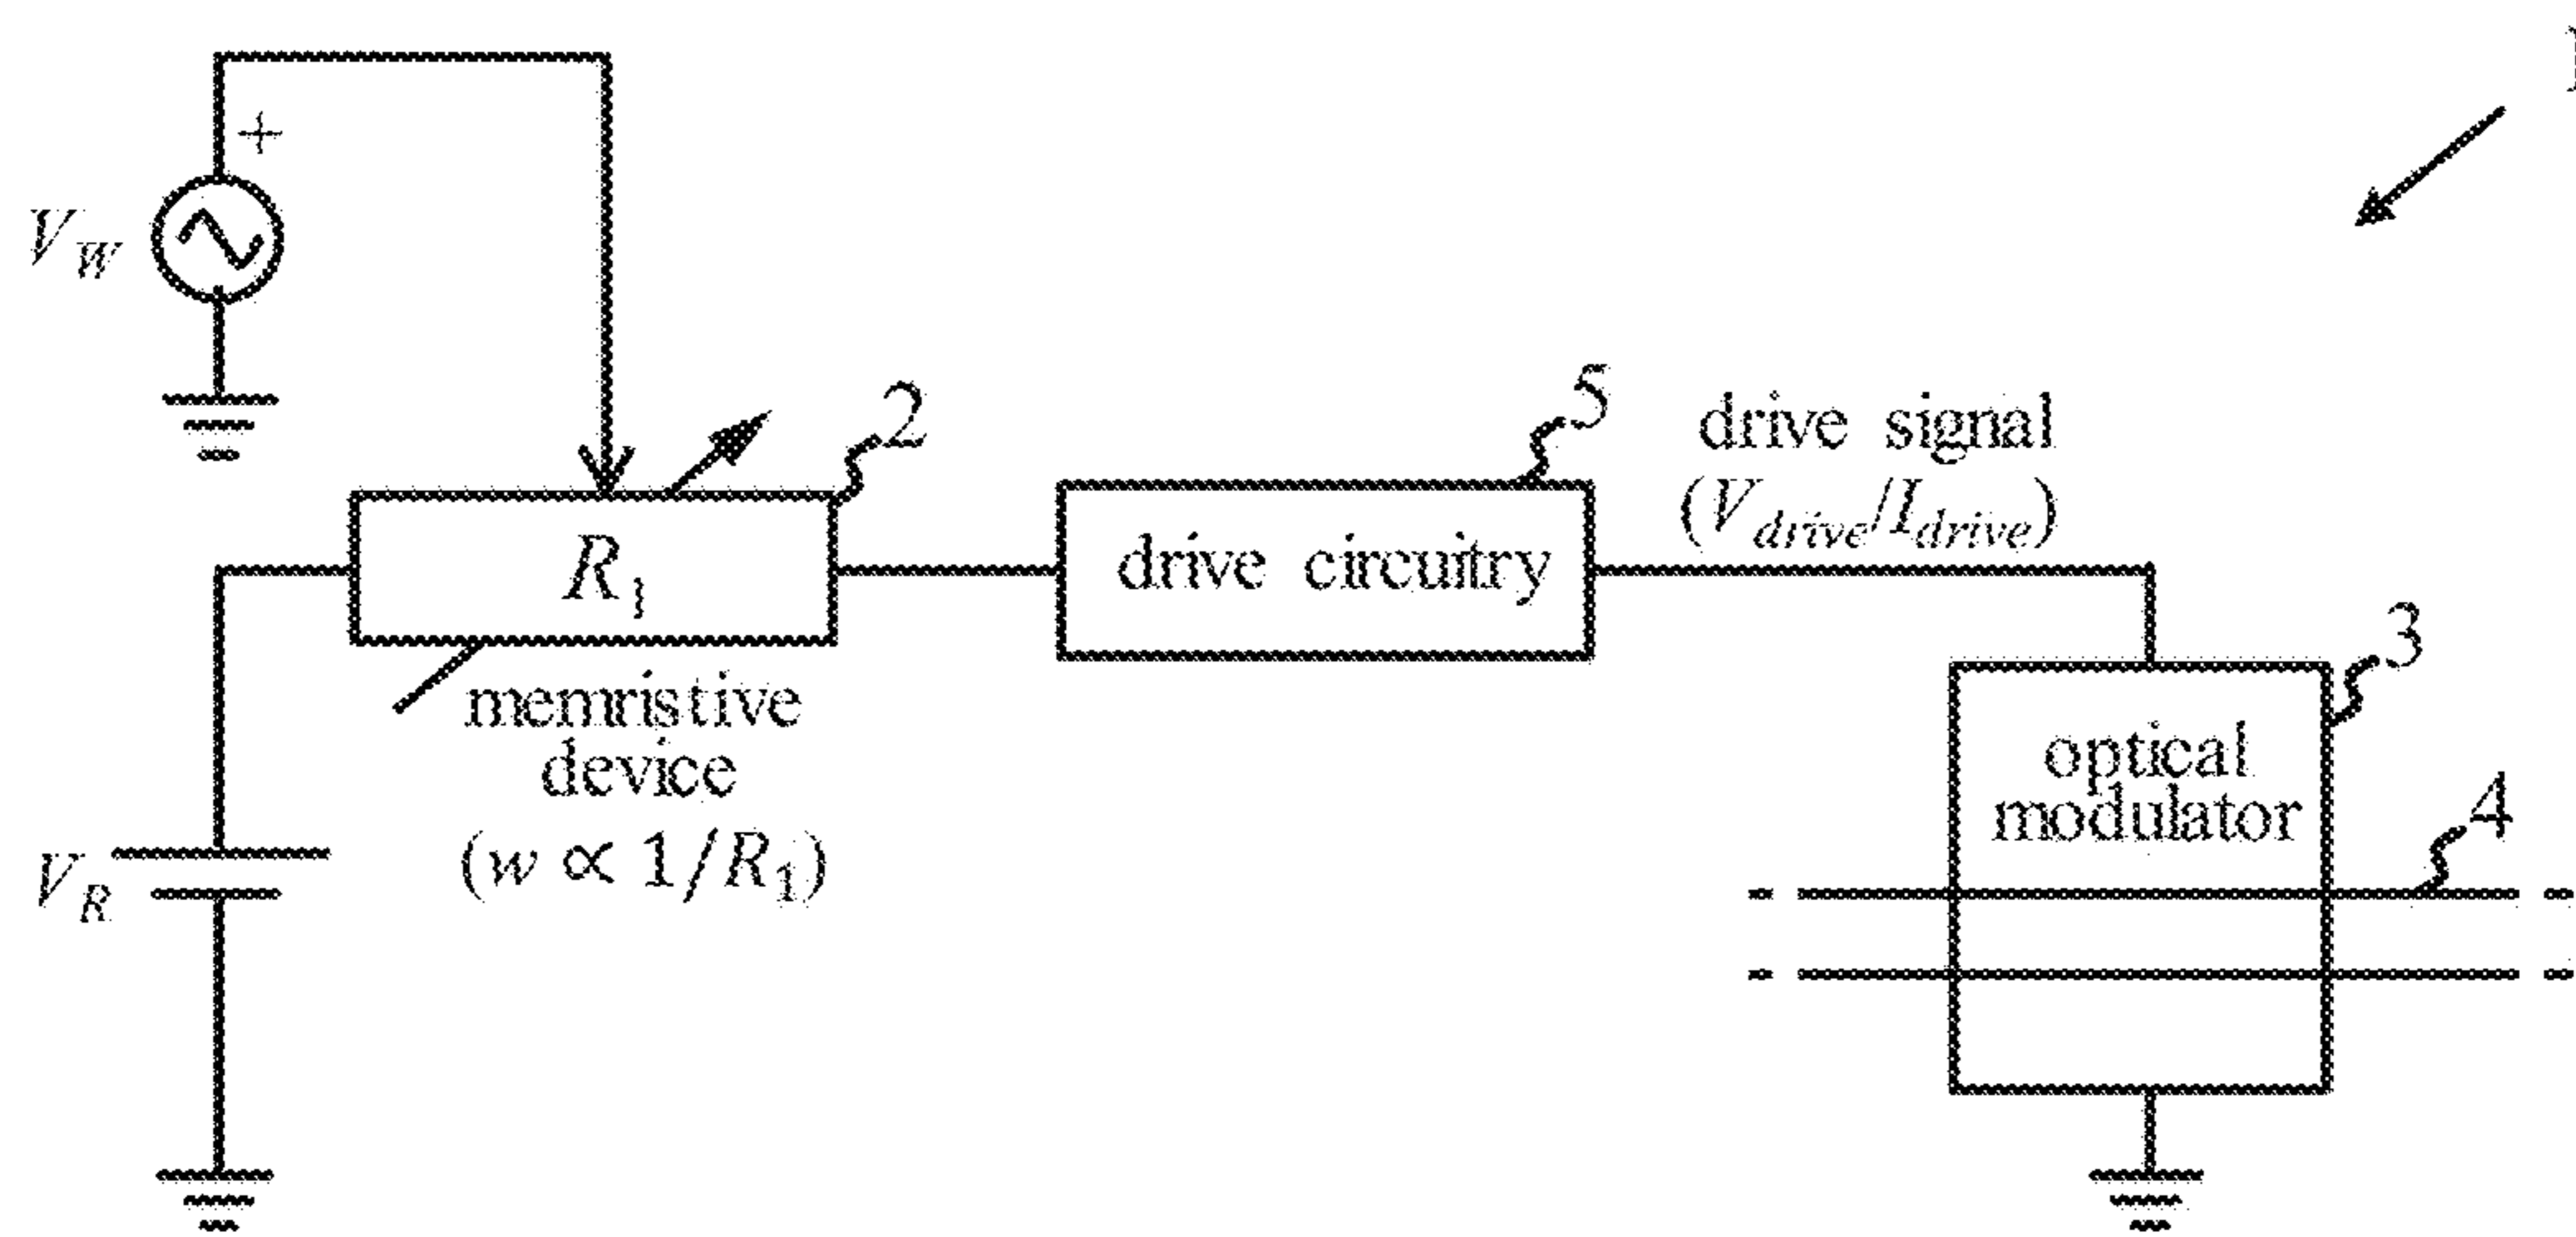 1
+
V_W
2
5
drive signal
(V_drive/I_drive)
R_1
drive circuitry
3
memristive
device
(w ∝ 1/R_1)
optical
modulator
4
V_R